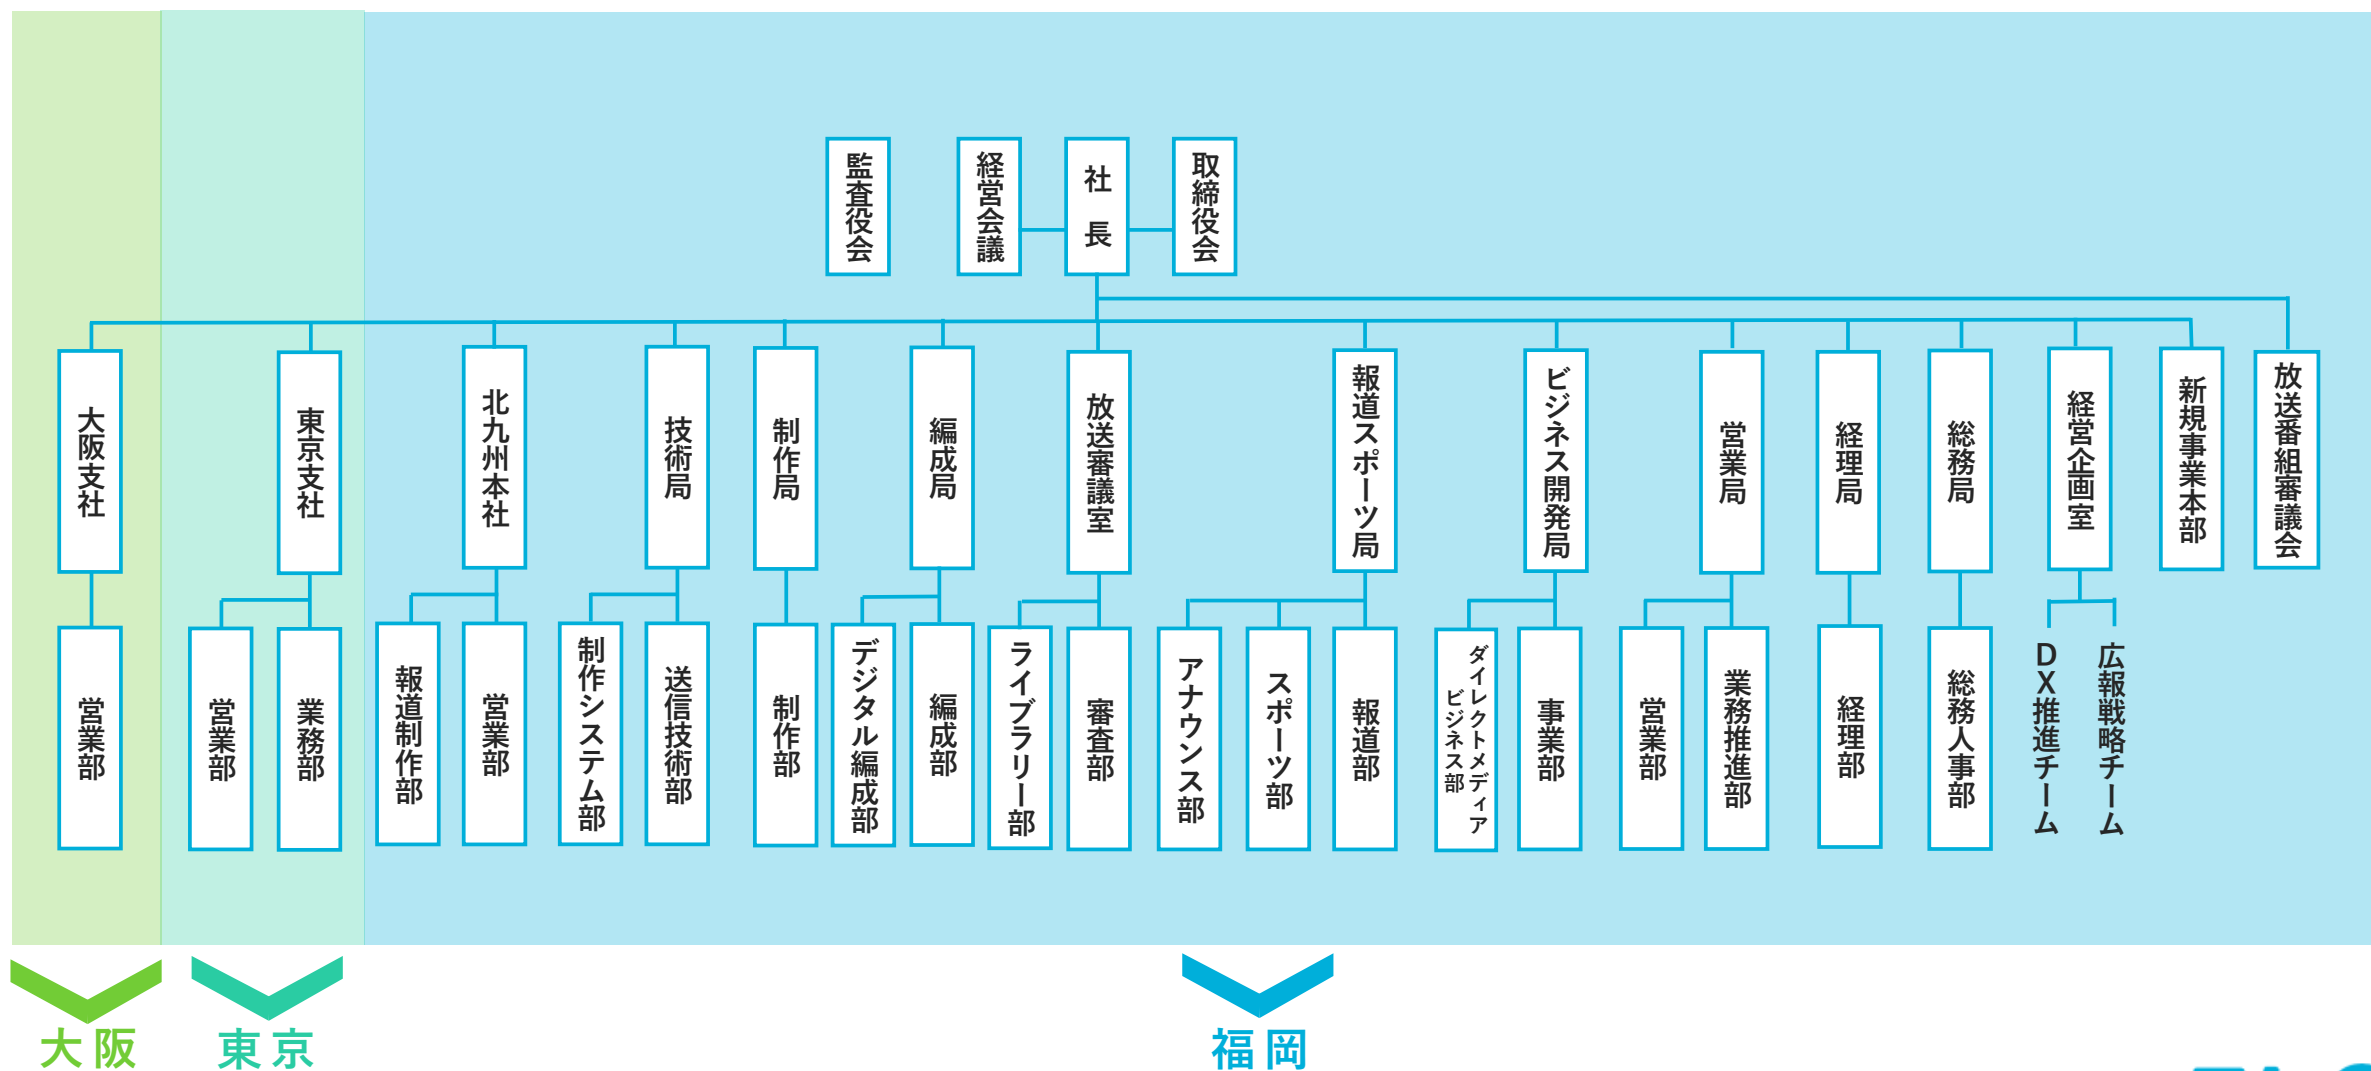 監査役会
経営会議
社長
取締役会
大阪支社
東京支社
北九州本社
技術局
制作局
編成局
放送審議室
報道スポーツ局
ビジネス開発局
営業局
経理局
総務局
経営企画室
新規事業本部
放送番組審議会
営業部
営業部
業務部
報道制作部
営業部
制作システム部
送信技術部
制作部
デジタル編成部
編成部
ライブラリー部
審査部
アナウンス部
スポーツ部
報道部
ダイレクトメディア
ビジネス部
事業部
営業部
業務推進部
経理部
総務人事部
DX推進チーム
広報戦略チーム
大阪
東京
福岡